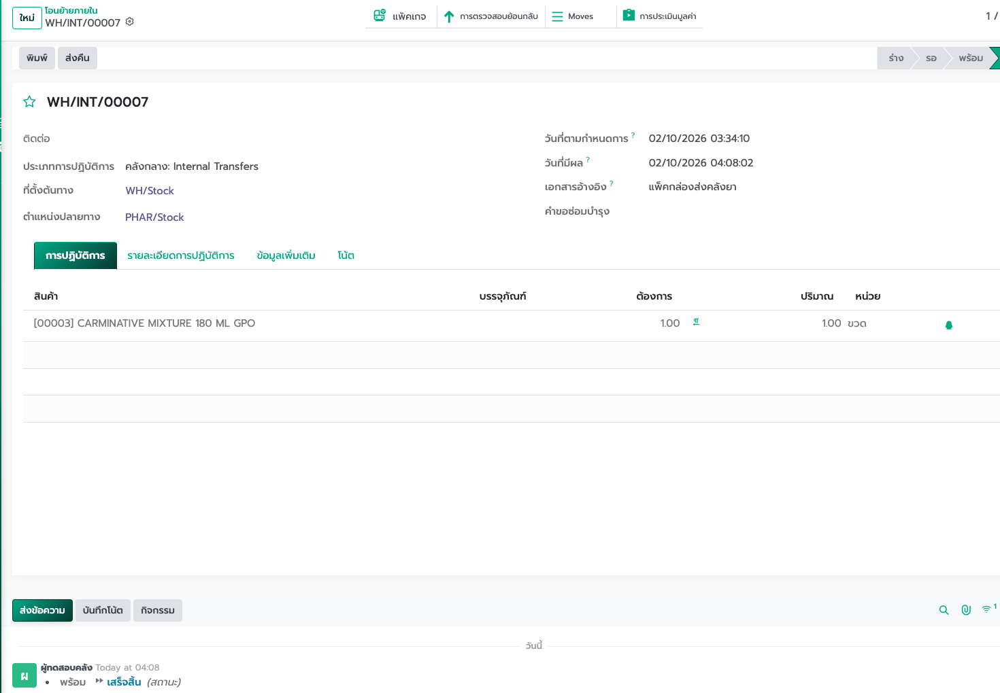 ใหม่
โอนย้ายภายใน
WH/INT/00007
แพ้คเกจ
การตรวจสอบย้อนกลับ
Moves
การประเมินมูลค่า
1 /
พิมพ์ ส่งคืน
ร่าง รอ พร้อม
WH/INT/00007
ติดต่อ
วันที่ตามกำหนดการ ? 02/10/2026 03:34:10
ประเภทการปฏิบัติการ คลังกลาง: Internal Transfers
วันที่มีผล ? 02/10/2026 04:08:02
ที่ตั้งต้นทาง WH/Stock
เอกสารอ้างอิง ? แพ็คกล่องส่งคลังยา
ตำแหน่งปลายทาง PHAR/Stock
คำขอซ่อมบำรุง
การปฏิบัติการ รายละเอียดการปฏิบัติการ ข้อมูลเพิ่มเติม โน้ต
สินค้า บรรจุภัณฑ์ ต้องการ ปริมาณ หน่วย
[00003] CARMINATIVE MIXTURE 180 ML GPO 1.00 1.00 ขวด
ส่งข้อความ บันทึกโน้ต กิจกรรม
1
วันนี้
ผ
ผู้ทดสอบคลัง Today at 04:08
• พร้อม เสร็จสิ้น (สถานะ)